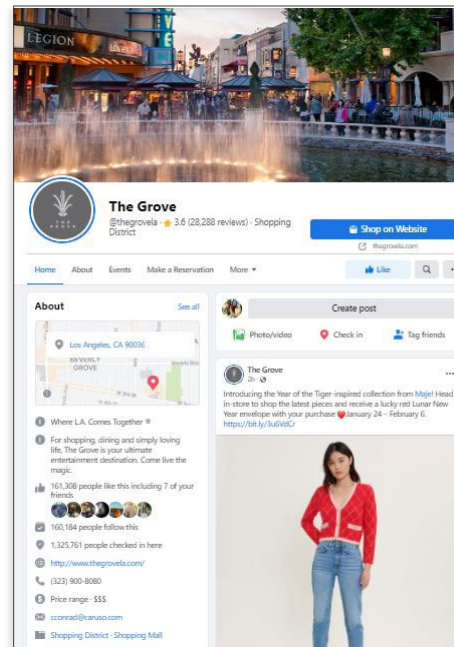 LEGION
THE
GROVE
The Grove
@thegrovela · 3.6 (28,288 reviews) · Shopping
District
Shop on Website
thegrovela.com
Home About Events Make a Reservation More
Like
About See all
Los Angeles, CA 90036
BEVERLY
GROVE
Beverly Blvd
Where L.A. Comes Together ®
For shopping, dining and simply loving
life, The Grove is your ultimate
entertainment destination. Come live the
magic.
161,308 people like this including 7 of your
friends
160,184 people follow this
1,325,761 people checked in here
http://www.thegrovela.com/
(323) 900-8080
Price range · $$$
cconrad@caruso.com
Shopping District · Shopping Mall
Create post
Photo/video Check in Tag friends
The Grove
2h
Introducing the Year of the Tiger-inspired collection from Maje! Head
in-store to shop the latest pieces and receive a lucky red Lunar New
Year envelope with your purchase ❤️January 24 – February 6.
https://bit.ly/3u6VdCr